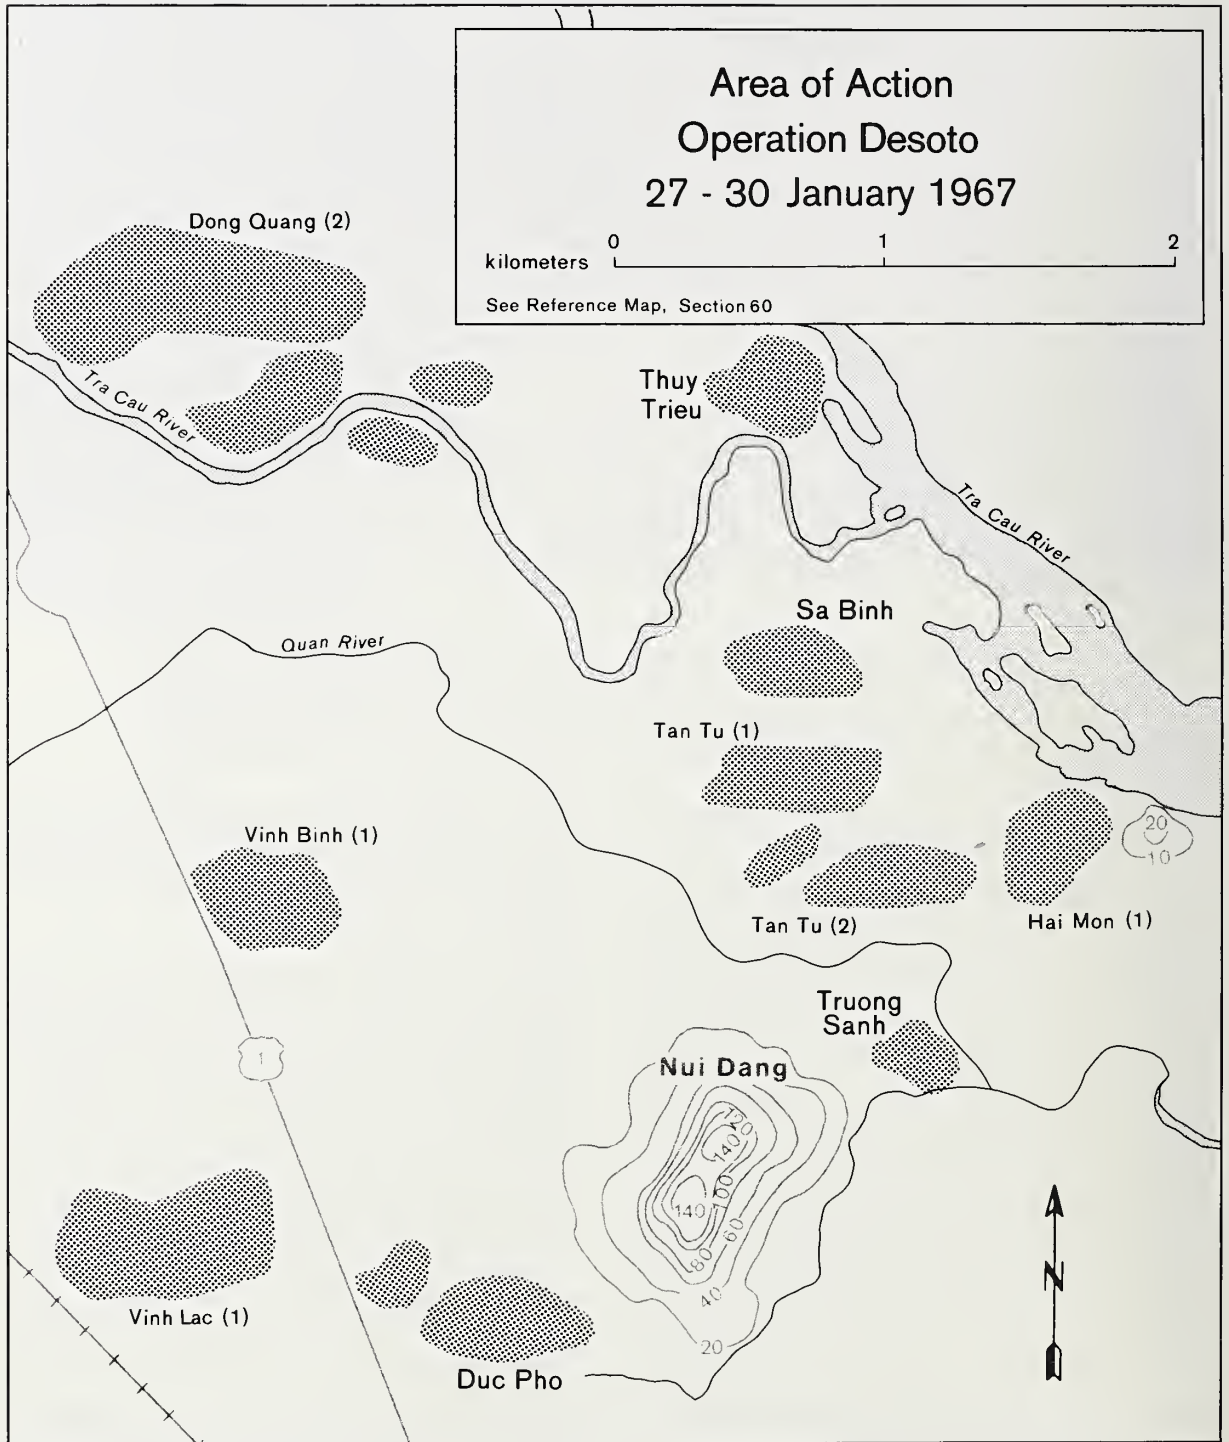 Area of Action
Operation Desoto
27 - 30 January 1967
0 1 2
kilometers
See Reference Map, Section 60
Dong Quang (2)
Tra Cau River
Thuy
Trieu
Tra Cau River
Sa Binh
Quan River
Tan Tu (1)
Vinh Binh (1)
20
10
Tan Tu (2)
Hai Mon (1)
Truong
Sanh
1
Nui Dang
120
140
100
140
60
80
40
20
N
Vinh Lac (1)
Duc Pho